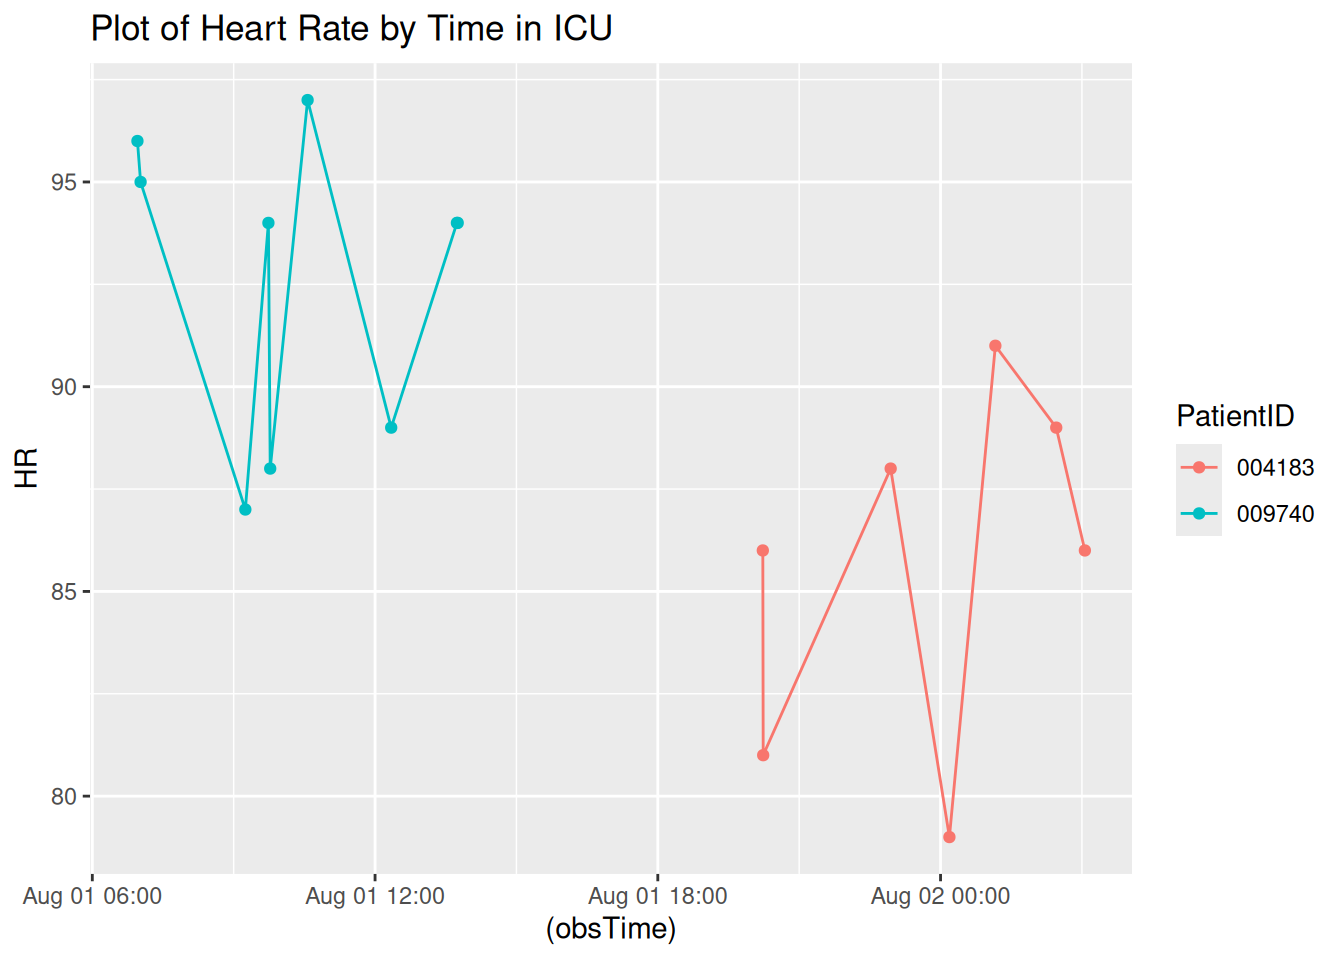 Plot of Heart Rate by Time in ICU
95
90
85
80
HR
Aug 01 06:00
Aug 01 12:00
Aug 01 18:00
Aug 02 00:00
(obsTime)
PatientID
004183
009740